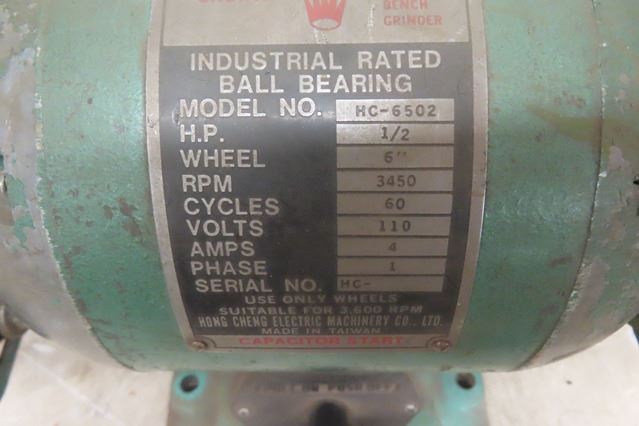 BENCH
GRINDER
INDUSTRIAL RATED
BALL BEARING
MODEL NO. HC-6502
H.P. 1/2
WHEEL 6"
RPM 3450
CYCLES 60
VOLTS 110
AMPS 4
PHASE 1
SERIAL NO. HC-
USE ONLY WHEELS
SUITABLE FOR 3,600 RPM
HONG CHENG ELECTRIC MACHINERY CO., LTD.
MADE IN TAIWAN
CAPACITOR START